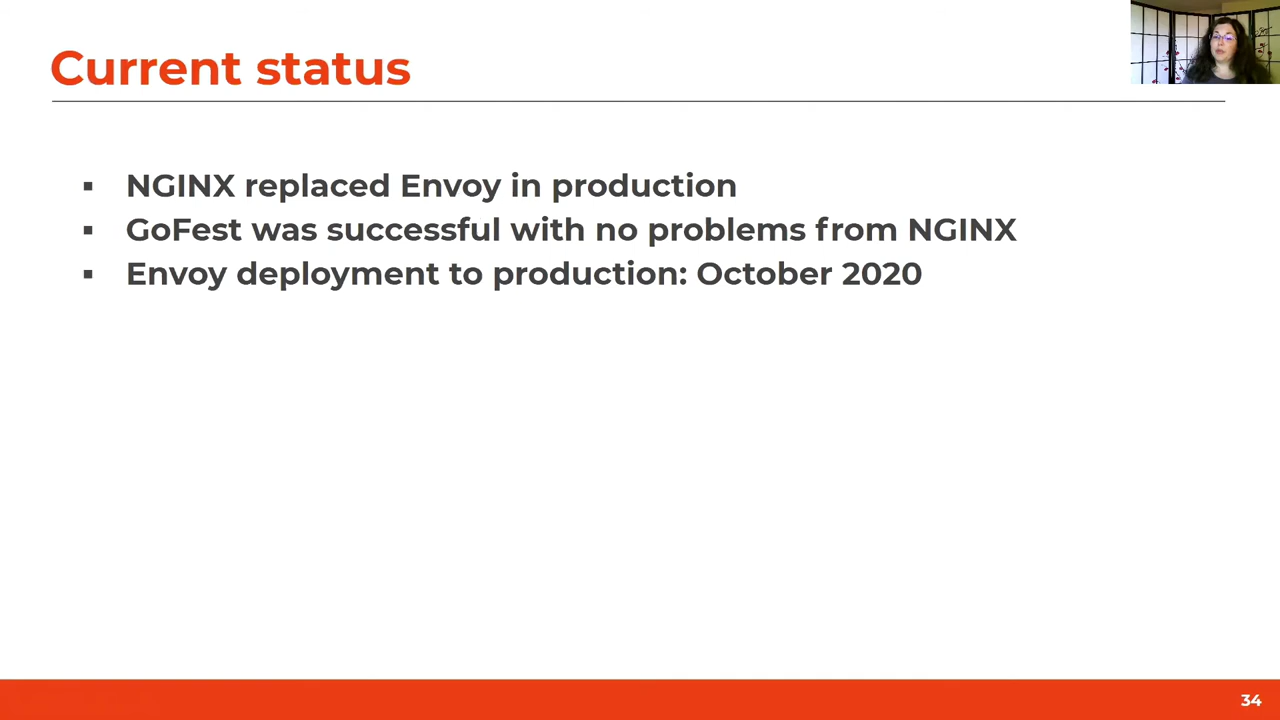 Current status
▪ NGINX replaced Envoy in production
▪ GoFest was successful with no problems from NGINX
▪ Envoy deployment to production: October 2020
34